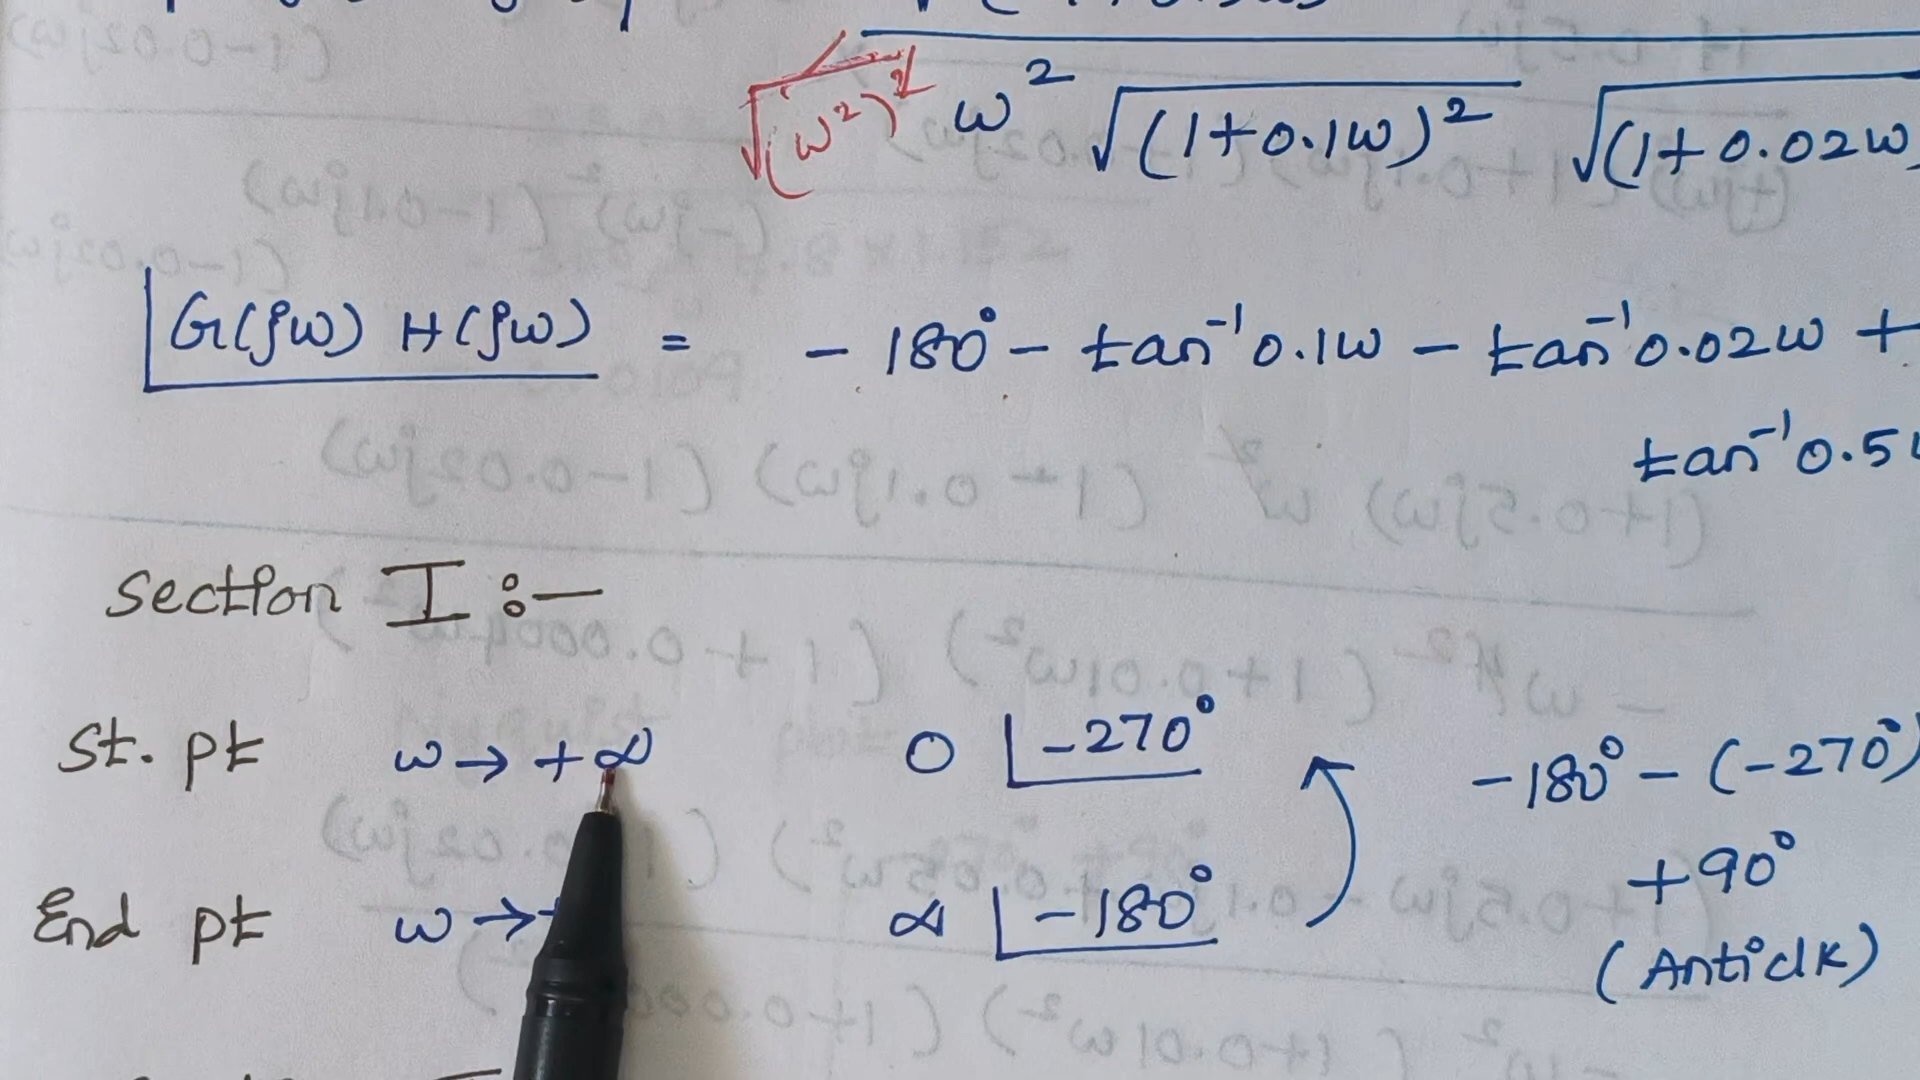 √(ω²)² ω² √(1+0.1ω)² √(1+0.02ω
∠G(jω) H(jω) = -180° - tan⁻¹0.1ω - tan⁻¹0.02ω +
tan⁻¹0.5
Section I :-
St. pt ω → +∞ 0 ∠-270° -180° - (-270°)
End pt ω → ∞ ∠-180° +90°
(Anticlk)